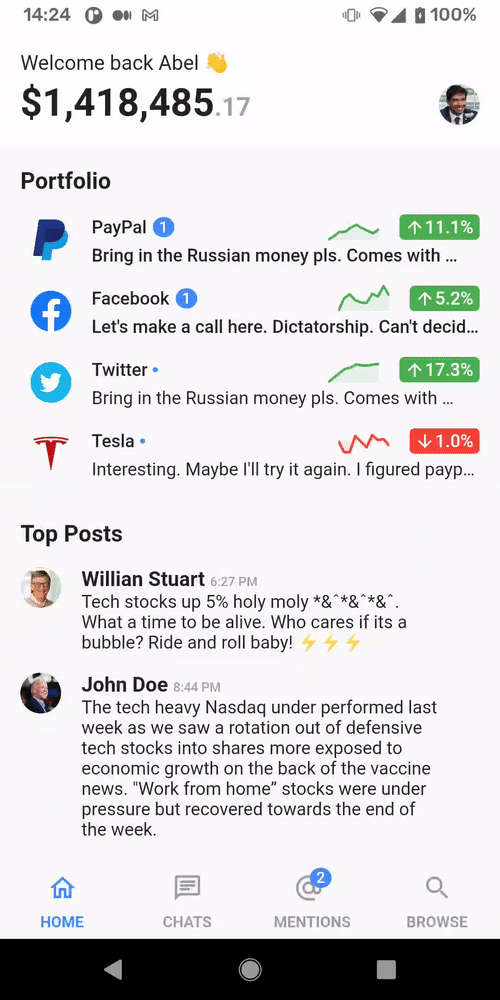 14:24 100%
Welcome back Abel 👋
$1,418,485.17
Portfolio
PayPal 1 ↑11.1%
Bring in the Russian money pls. Comes with ...
Facebook 1 ↑5.2%
Let's make a call here. Dictatorship. Can't decid...
Twitter • ↑17.3%
Bring in the Russian money pls. Comes with ...
Tesla • ↓1.0%
Interesting. Maybe I'll try it again. I figured payp...
Top Posts
Willian Stuart 6:27 PM
Tech stocks up 5% holy moly *&^*&^*&^.
What a time to be alive. Who cares if its a
bubble? Ride and roll baby! ⚡⚡⚡
John Doe 8:44 PM
The tech heavy Nasdaq under performed last
week as we saw a rotation out of defensive
tech stocks into shares more exposed to
economic growth on the back of the vaccine
news. "Work from home” stocks were under
pressure but recovered towards the end of
the week.
2
HOME CHATS MENTIONS BROWSE